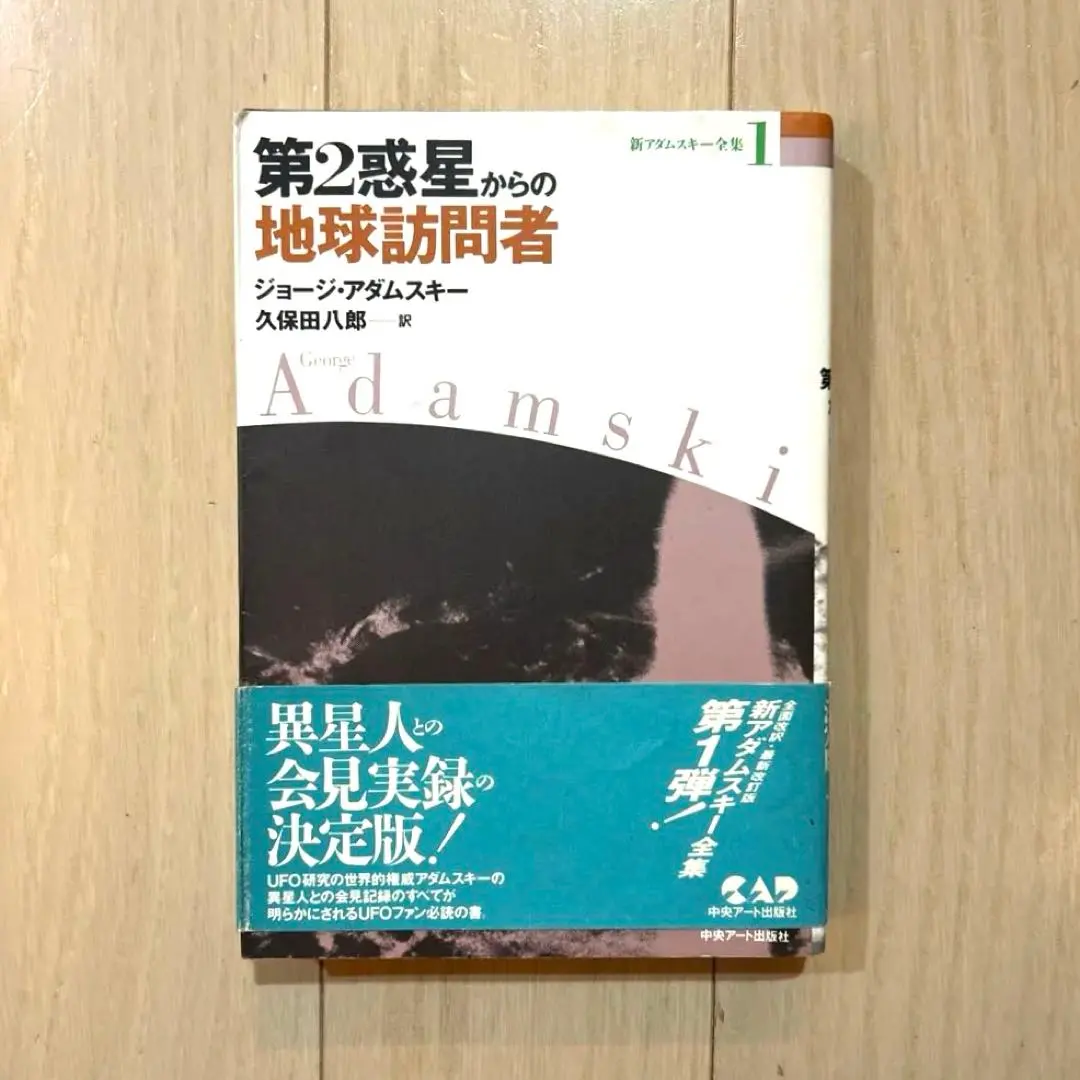 新アダムスキー全集 1
第2惑星からの
地球訪問者
ジョージ・アダムスキー
久保田八郎──訳
George
Adamski
第
異星人との
会見実録の
決定版!
UFO研究の世界的権威アダムスキーの
異星人との会見記録のすべてが
明らかにされるUFOファン必読の書。
全面改訳・最新改訂版
新アダムスキー全集
第1弾!
CAP
中央アート出版社
中央アート出版社